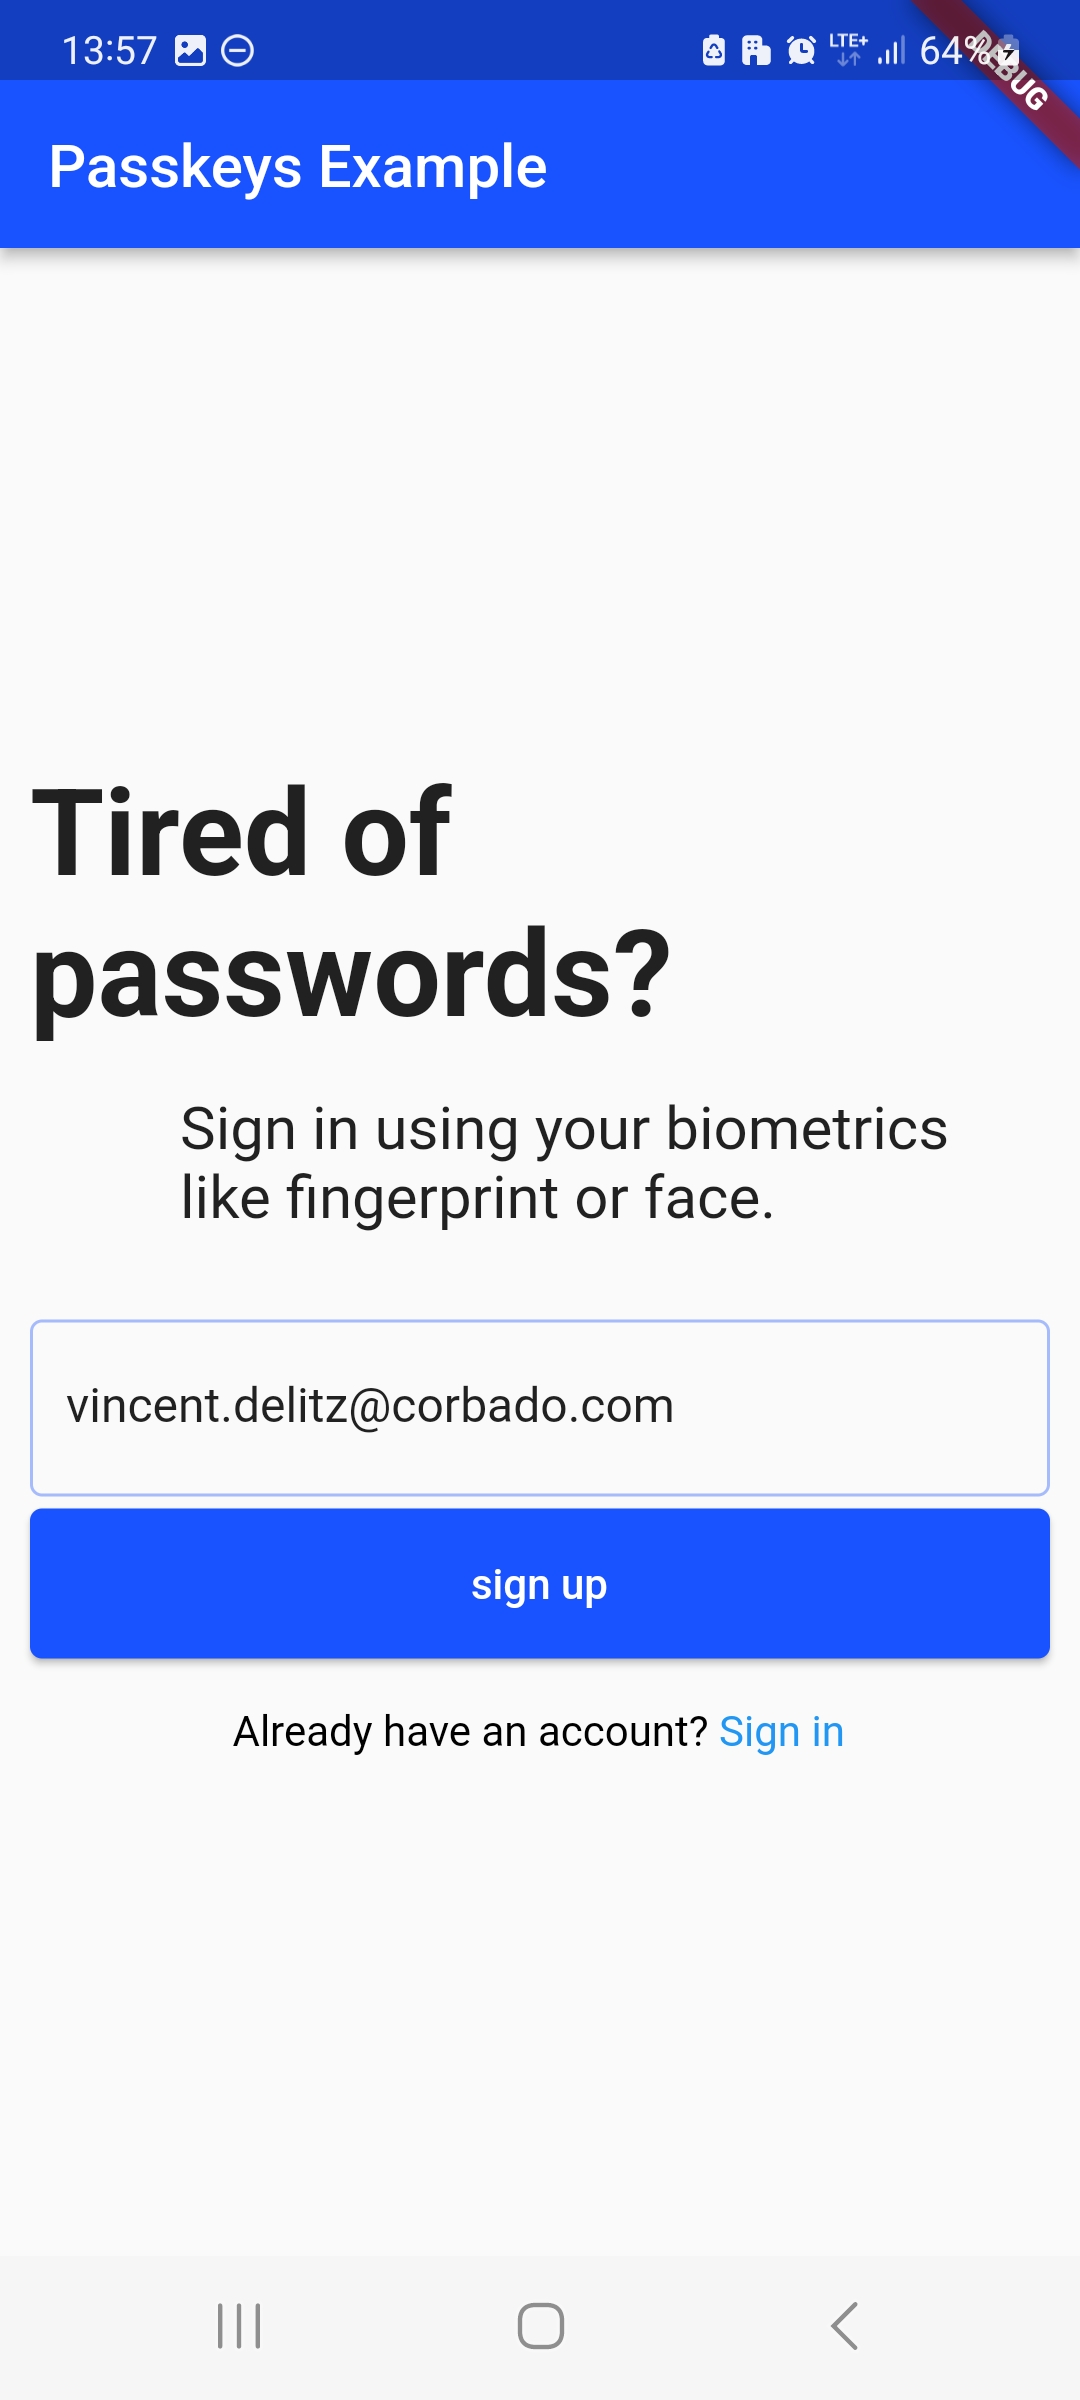 13:57 LTE+ 64%
DEBUG
Passkeys Example
Tired of
passwords?
Sign in using your biometrics
like fingerprint or face.
vincent.delitz@corbado.com
sign up
Already have an account? Sign in